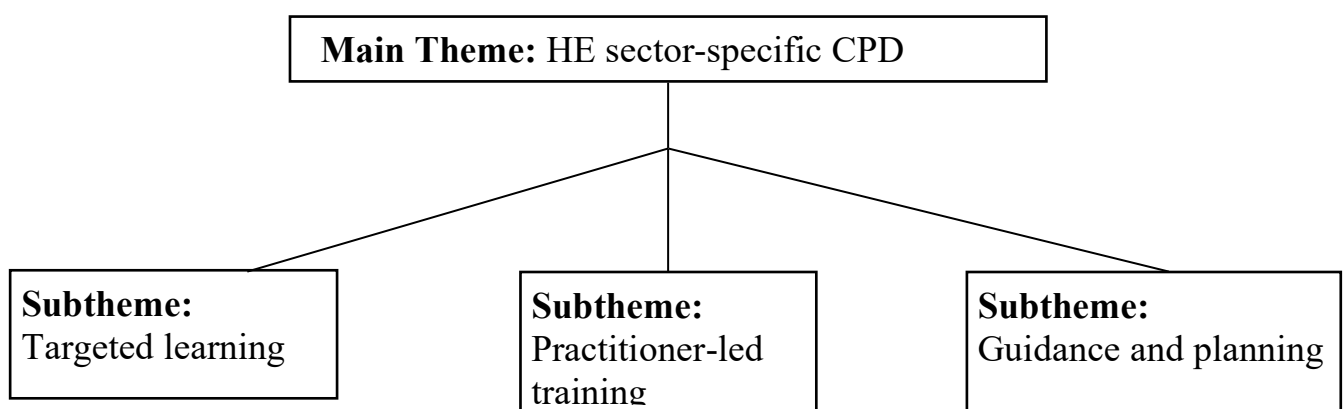 Main Theme: HE sector-specific CPD
Subtheme:
Targeted learning
Subtheme:
Practitioner-led
training
Subtheme:
Guidance and planning